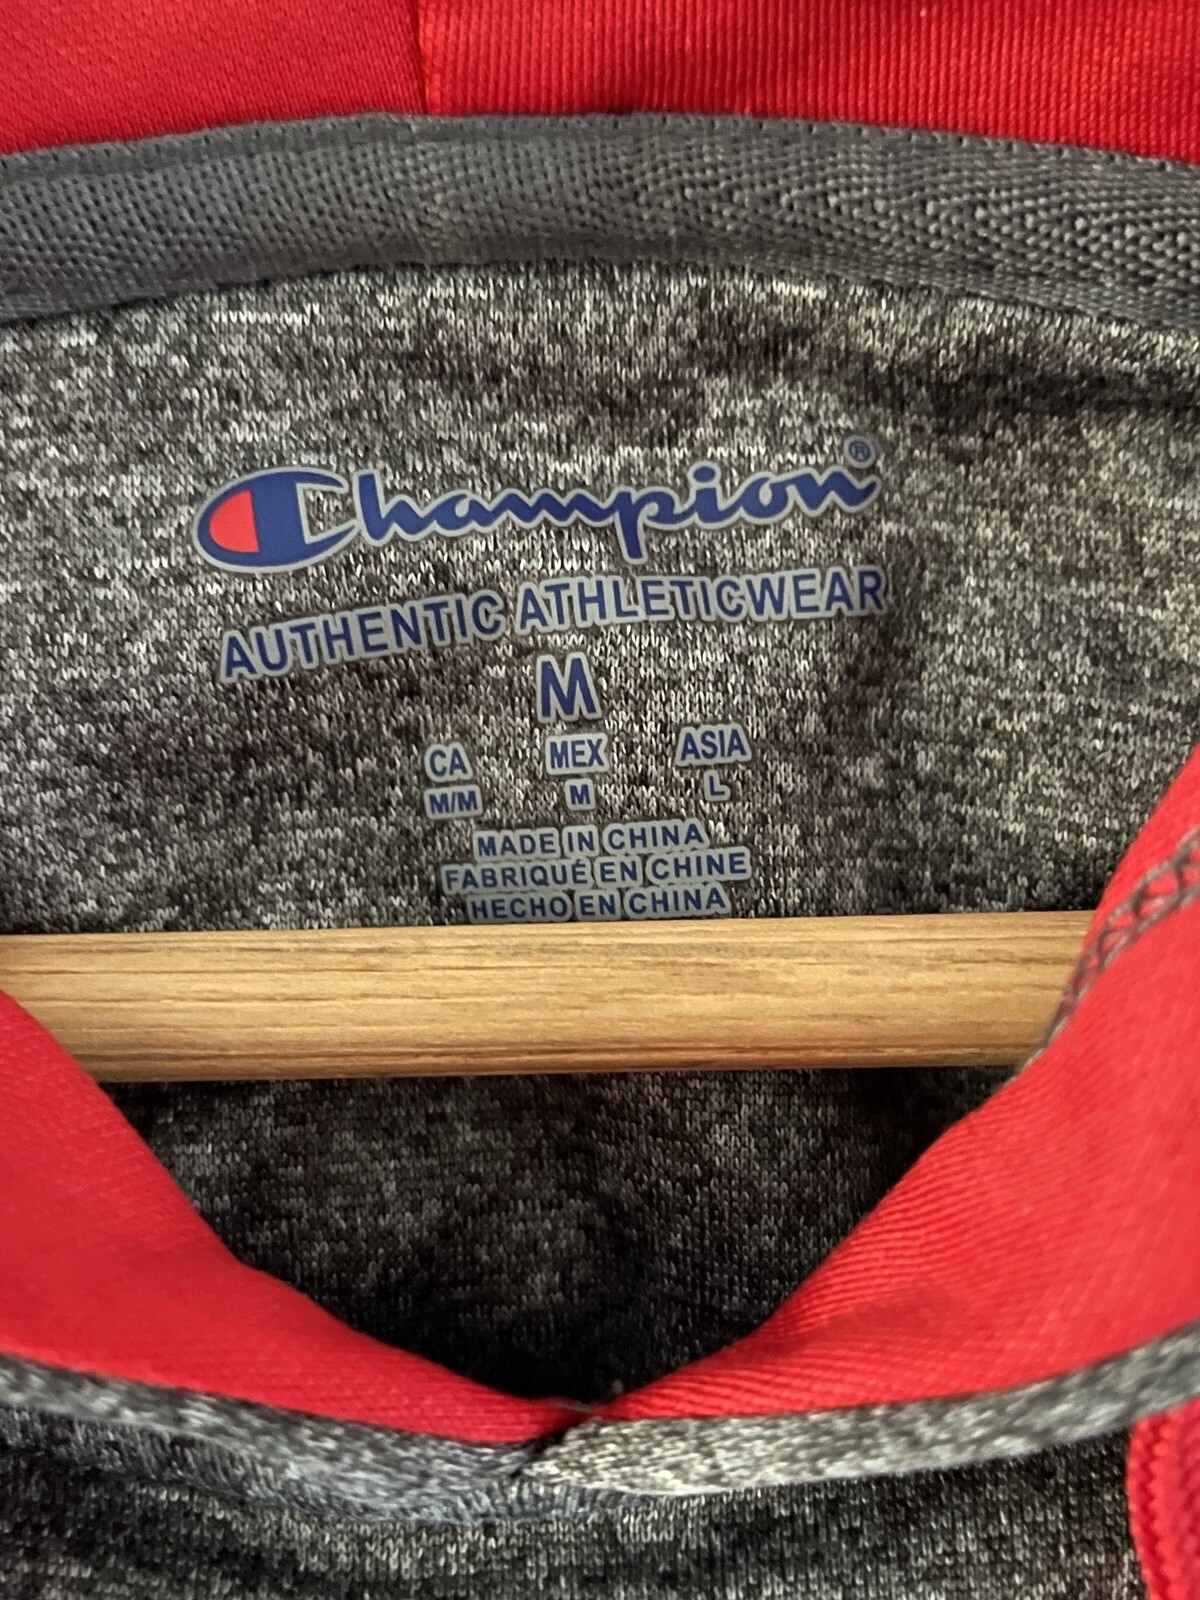 Champion®
AUTHENTIC ATHLETICWEAR
M
CA MEX ASIA
M/M M L
MADE IN CHINA
FABRIQUÉ EN CHINE
HECHO EN CHINA